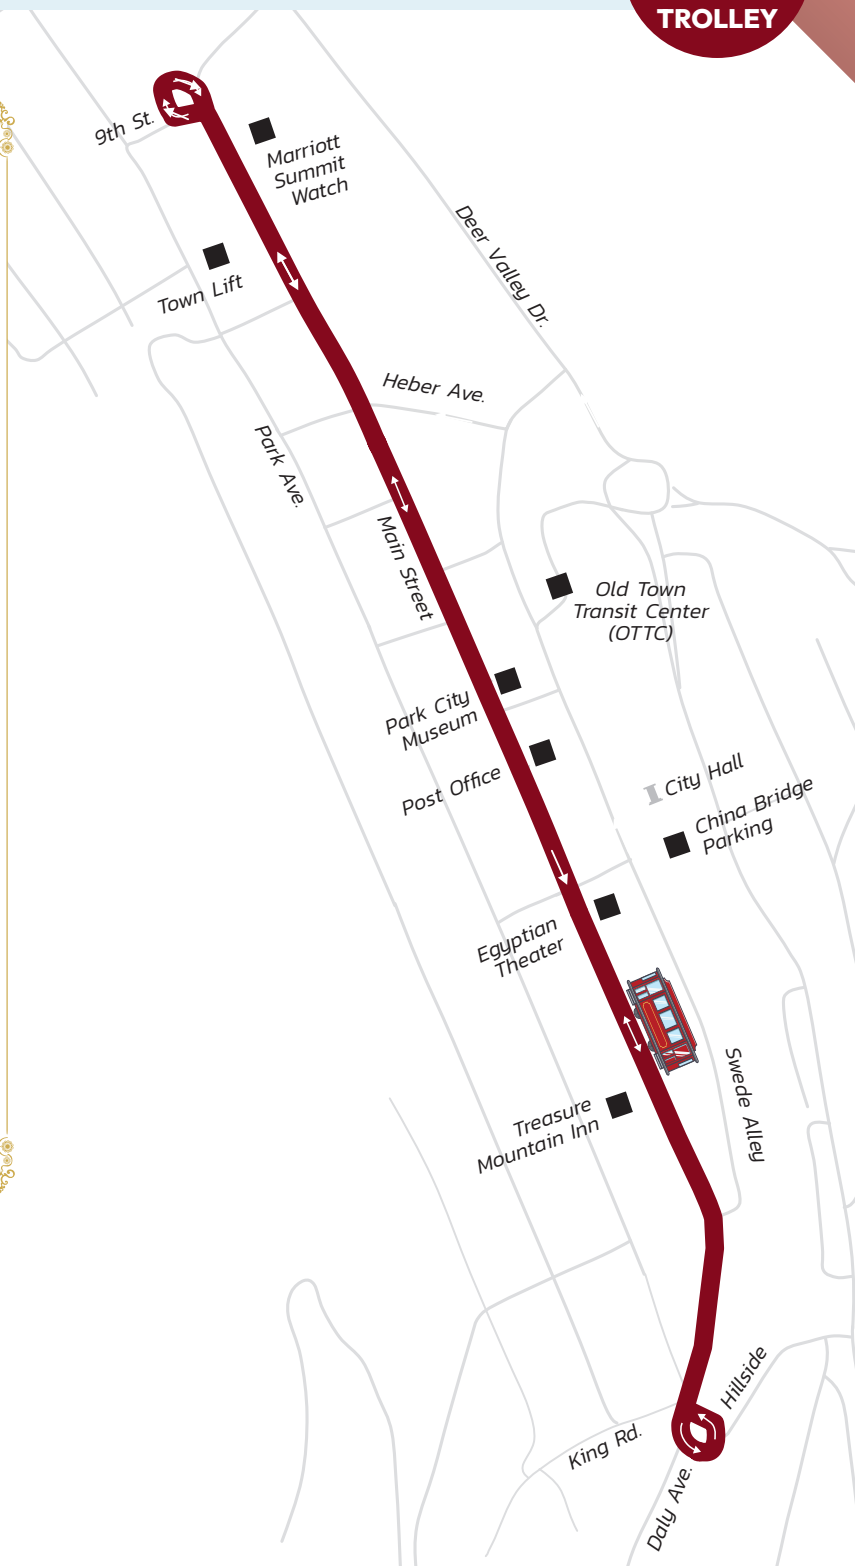 TROLLEY
9th St.
Marriott
Summit
Watch
Deer Valley Dr.
Town Lift
Heber Ave.
Park Ave.
Main Street
Old Town
Transit Center
(OTTC)
Park City
Museum
Post Office
City Hall
China Bridge
Parking
Egyptian
Theater
Swede Alley
Treasure
Mountain Inn
Hillside
King Rd.
Daly Ave.